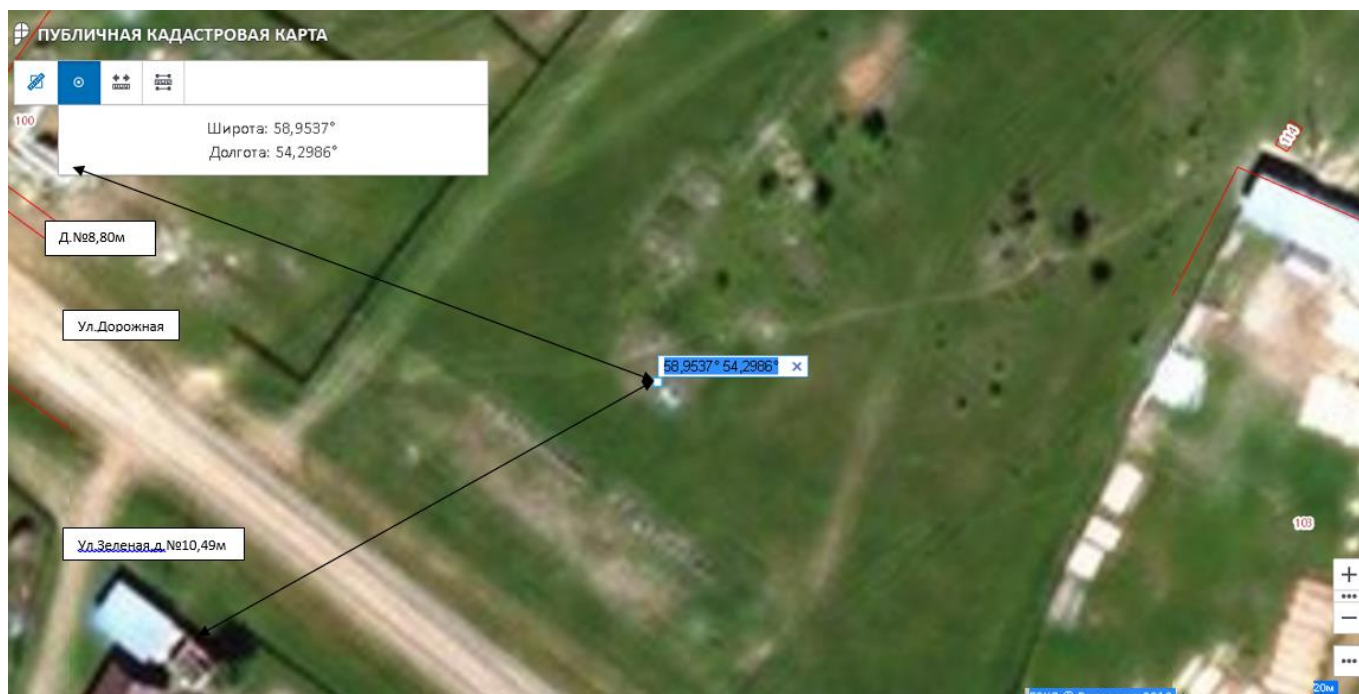 ПУБЛИЧНАЯ КАДАСТРОВАЯ КАРТА
Широта: 58,9537°
Долгота: 54,2986°
100
114
Д.№8,80м
Ул.Дорожная
58,9537° 54,2986° ×
103
Ул.Зеленая,д.№10,49м
20м